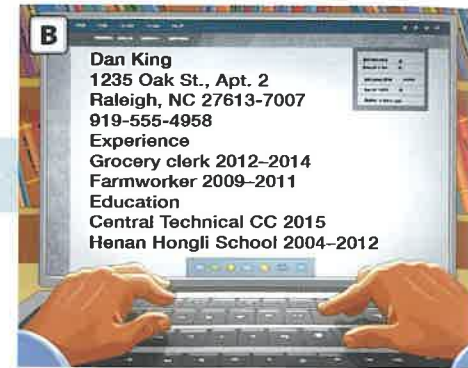 B
Dan King
1235 Oak St., Apt. 2
Raleigh, NC 27613-7007
919-555-4958
Experience
Grocery clerk 2012–2014
Farmworker 2009–2011
Education
Central Technical CC 2015
Henan Hongli School 2004–2012